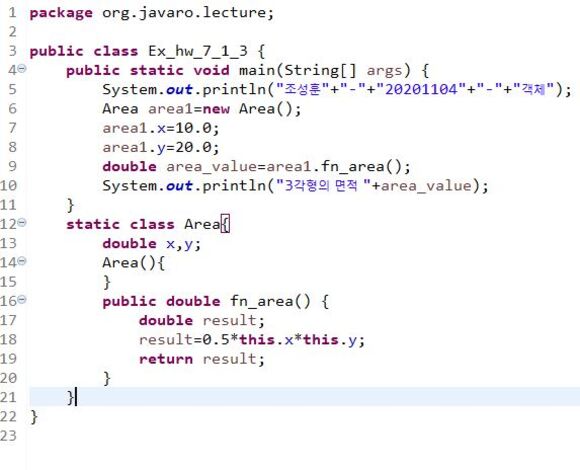 1 package org.javaro.lecture;
2
3 public class Ex_hw_7_1_3 {
4 public static void main(String[] args) {
5 System.out.println("조성훈"+"-"+"20201104"+"-"+"객체");
6 Area area1=new Area();
7 area1.x=10.0;
8 area1.y=20.0;
9 double area_value=area1.fn_area();
10 System.out.println("3각형의 면적 "+area_value);
11 }
12 static class Area{
13 double x,y;
14 Area(){
15 }
16 public double fn_area() {
17 double result;
18 result=0.5*this.x*this.y;
19 return result;
20 }
21 }
22 }
23